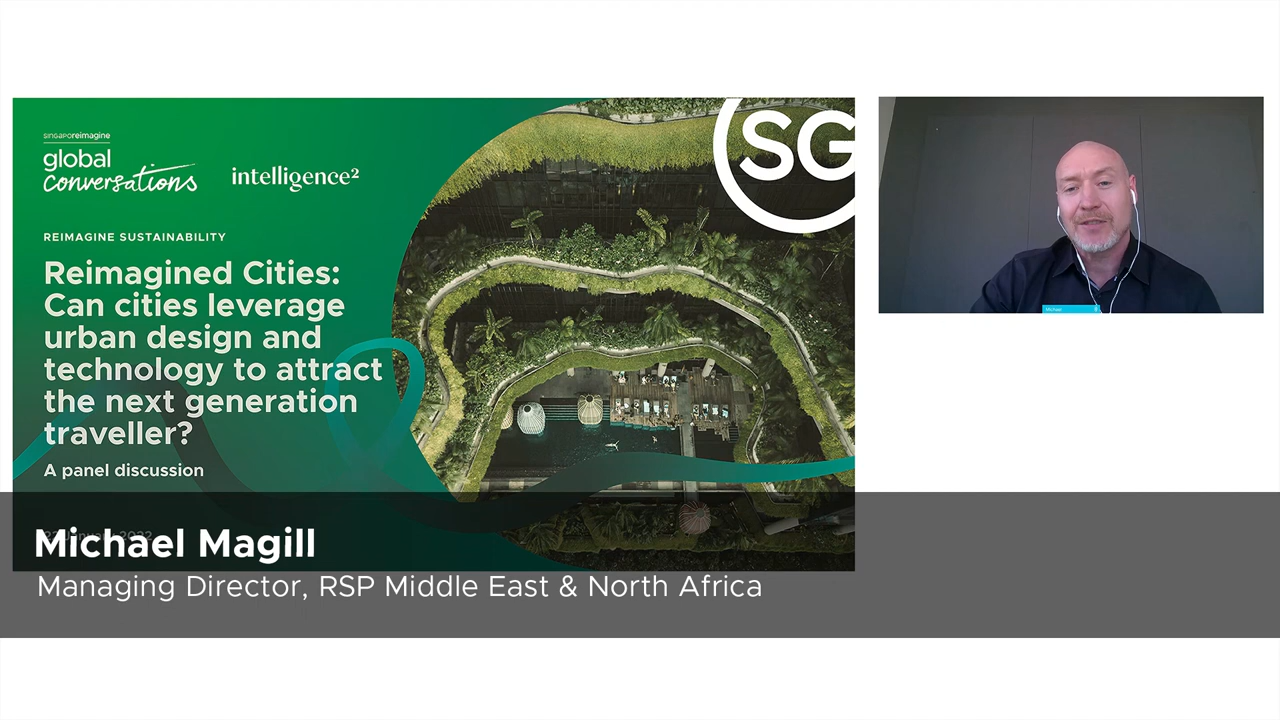 singaporeimagine
global
conversations
intelligence²
SG
REIMAGINE SUSTAINABILITY
Reimagined Cities:
Can cities leverage
urban design and
technology to attract
the next generation
traveller?
A panel discussion
Michael Magill
Managing Director, RSP Middle East & North Africa
Michael